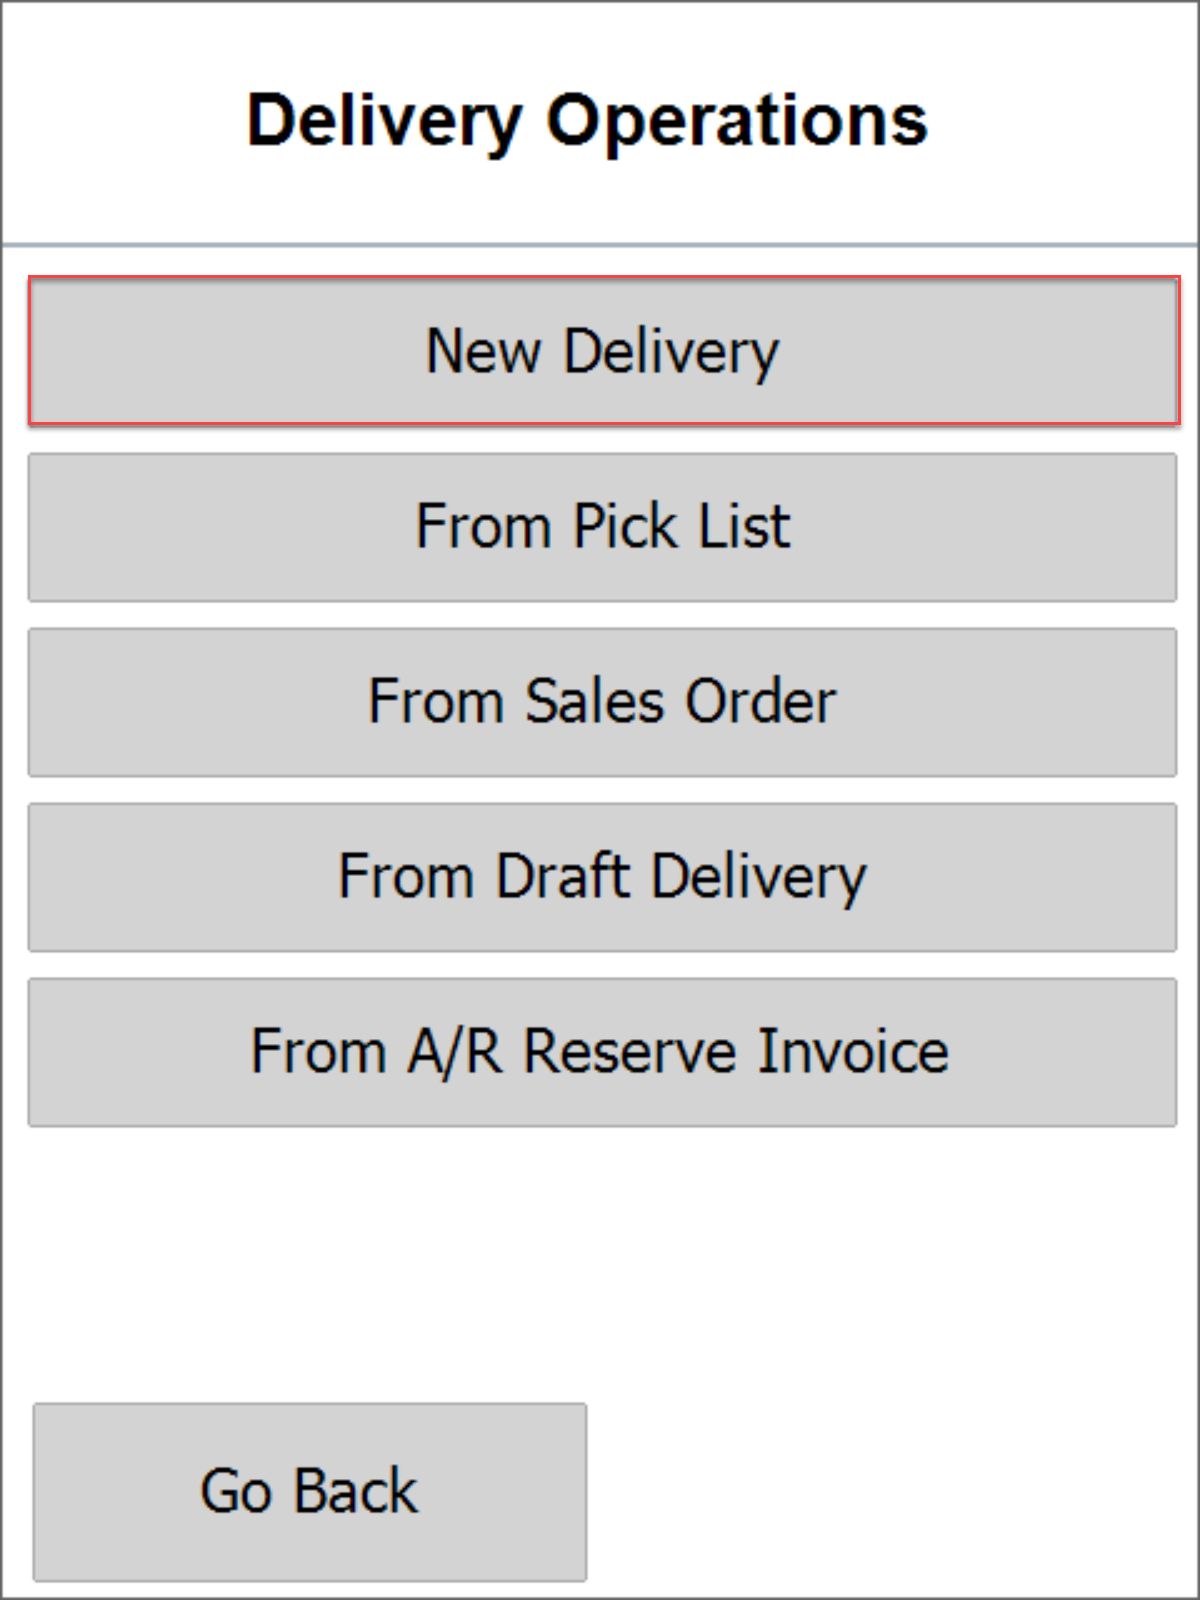 Delivery Operations
New Delivery
From Pick List
From Sales Order
From Draft Delivery
From A/R Reserve Invoice
Go Back